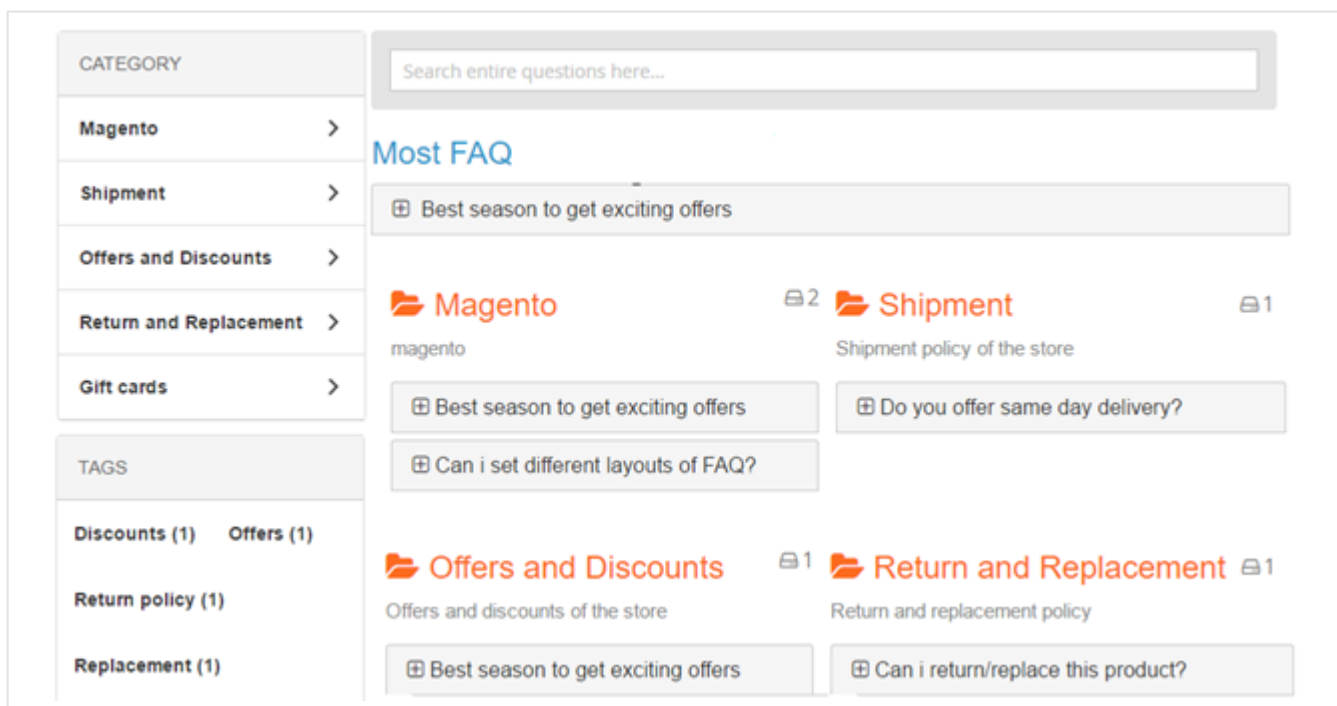 CATEGORY
Magento
Shipment
Offers and Discounts
Return and Replacement
Gift cards
TAGS
Discounts (1) Offers (1)
Return policy (1)
Replacement (1)
Search entire questions here...
Most FAQ
Best season to get exciting offers
Magento 2
magento
Best season to get exciting offers
Can i set different layouts of FAQ?
Shipment 1
Shipment policy of the store
Do you offer same day delivery?
Offers and Discounts 1
Offers and discounts of the store
Best season to get exciting offers
Return and Replacement 1
Return and replacement policy
Can i return/replace this product?